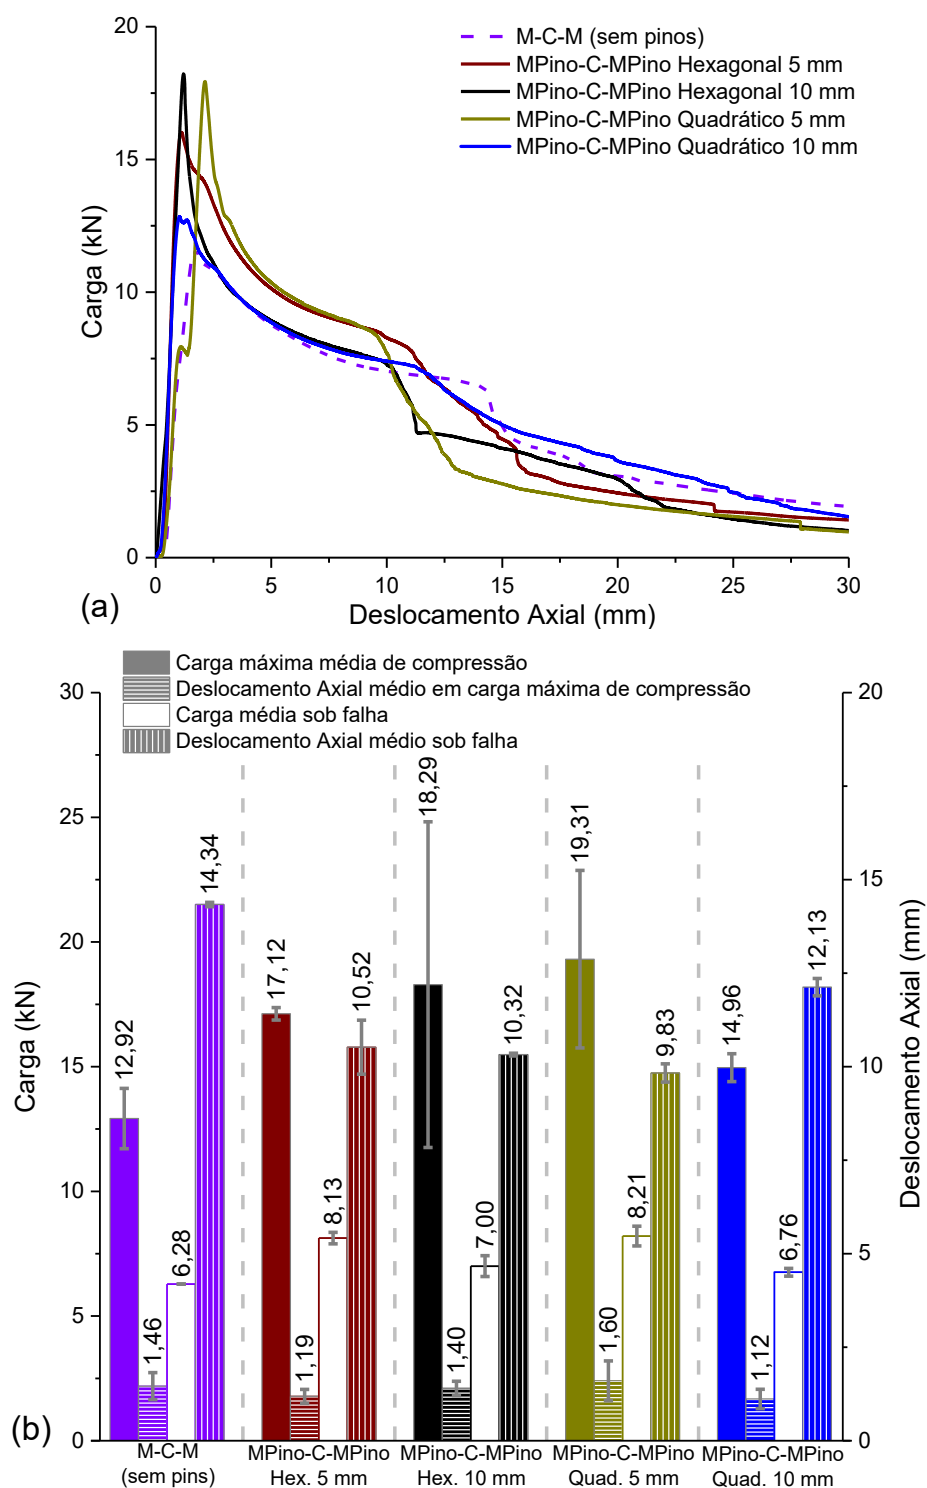 20
15
10
5
0
Carga (kN)
M-C-M (sem pinos)
MPino-C-MPino Hexagonal 5 mm
MPino-C-MPino Hexagonal 10 mm
MPino-C-MPino Quadrático 5 mm
MPino-C-MPino Quadrático 10 mm
0 5 10 15 20 25 30
(a)
Deslocamento Axial (mm)
Carga máxima média de compressão
Deslocamento Axial médio em carga máxima de compressão
Carga média sob falha
Deslocamento Axial médio sob falha
30
25
20
15
10
5
0
Carga (kN)
12,92
1,46
6,28
14,34
17,12
1,19
8,13
10,52
18,29
1,40
7,00
10,32
19,31
1,60
8,21
9,83
14,96
1,12
6,76
12,13
20
15
10
5
0
Deslocamento Axial (mm)
(b)
M-C-M
(sem pins)
MPino-C-MPino
Hex. 5 mm
MPino-C-MPino
Hex. 10 mm
MPino-C-MPino
Quad. 5 mm
MPino-C-MPino
Quad. 10 mm